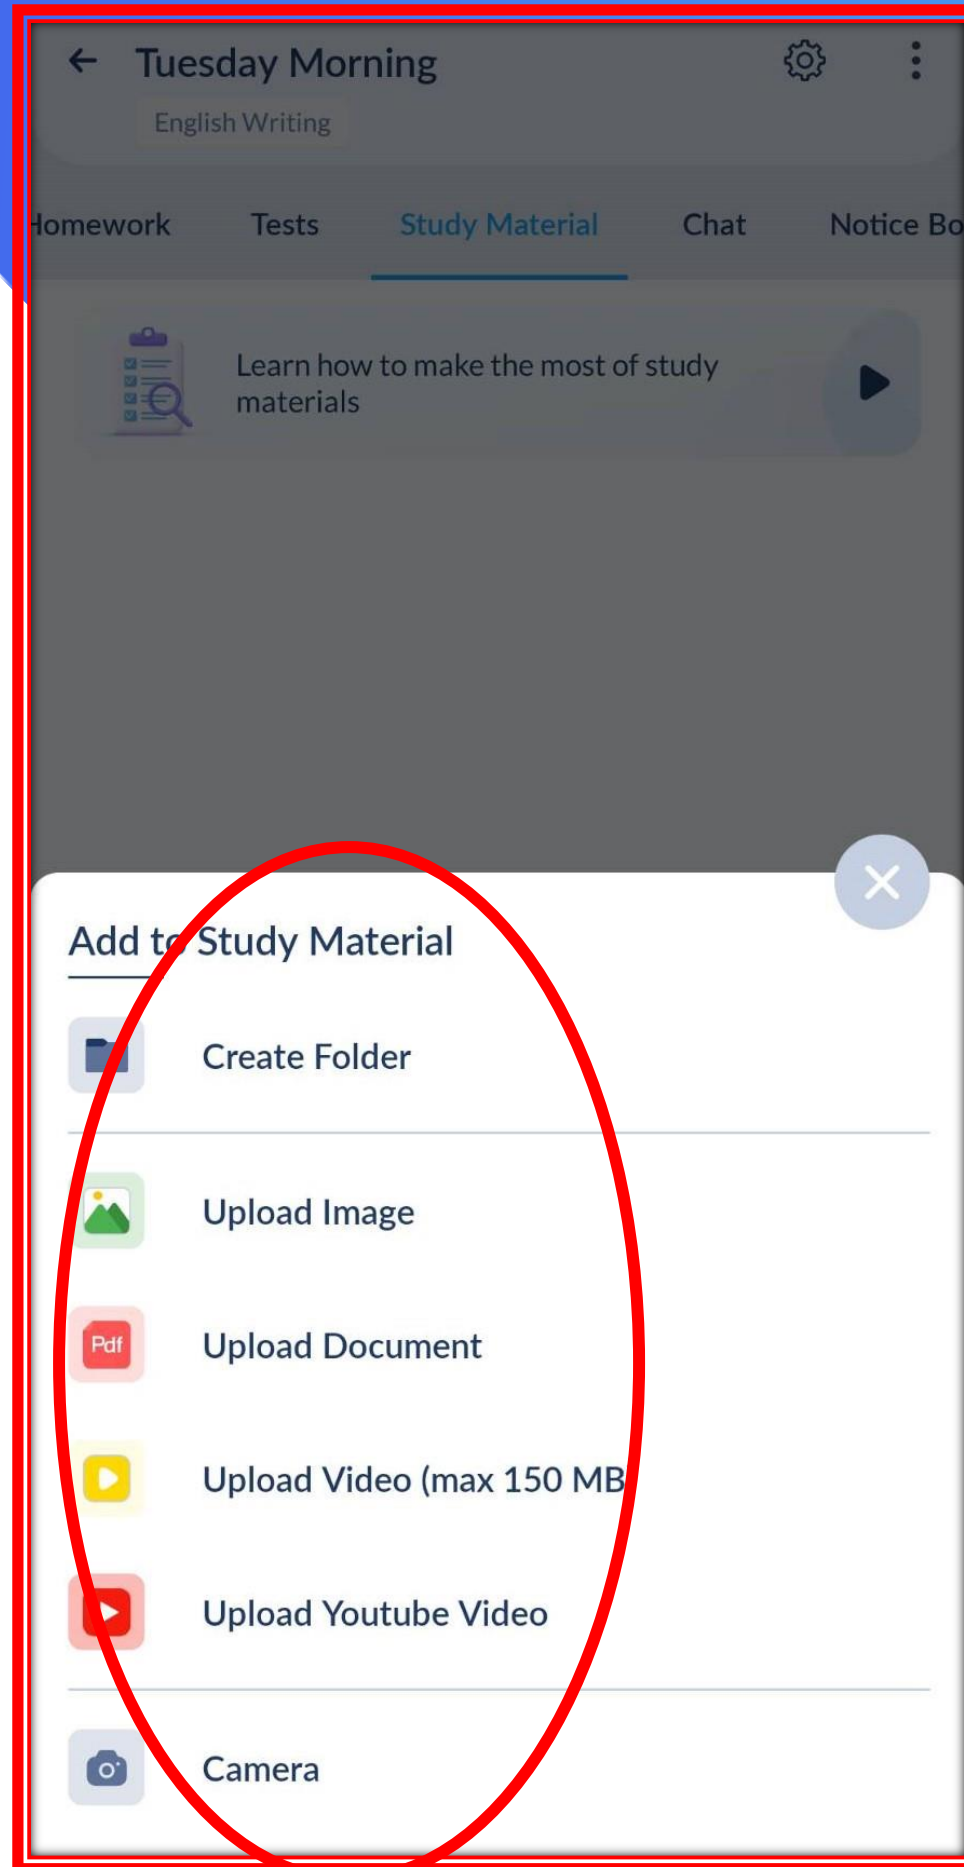 Tuesday Morning
English Writing
Homework Tests Study Material Chat Notice Bo
Learn how to make the most of study
materials
Add to Study Material
Create Folder
Upload Image
Pdf
Upload Document
Upload Video (max 150 MB
Upload Youtube Video
Camera